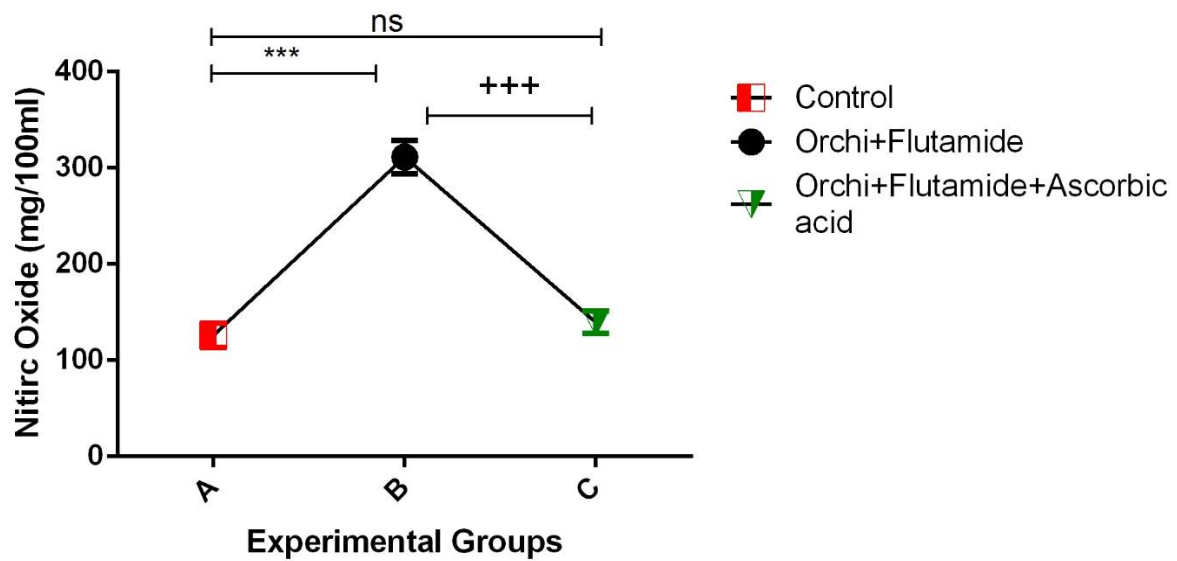 ns
***
+++
400
300
200
100
0
Nitirc Oxide (mg/100ml)
A
B
C
Experimental Groups
Control
Orchi+Flutamide
Orchi+Flutamide+Ascorbic
acid